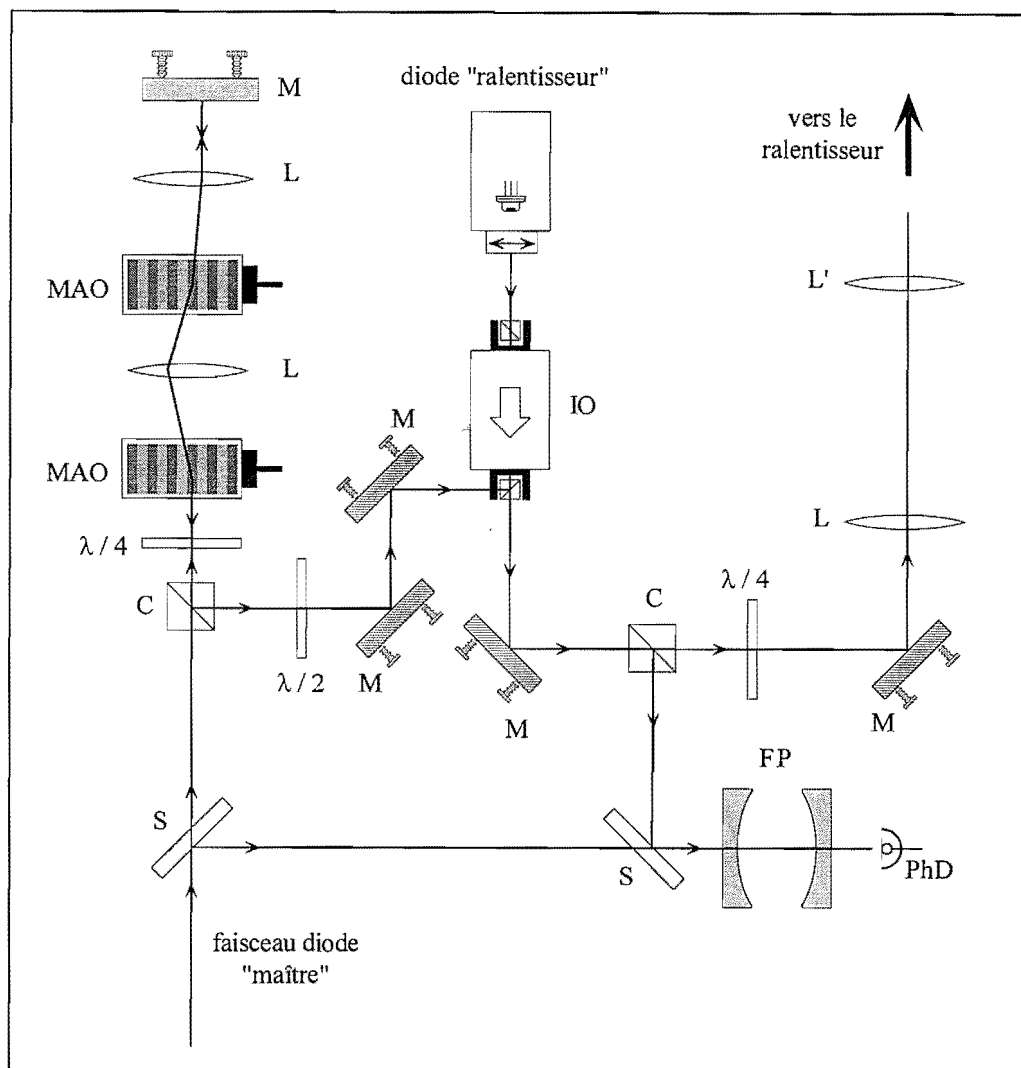 M
diode "ralentisseur"
vers le
ralentisseur
L
MAO
L'
L
IO
M
MAO
L
λ / 4
λ / 4
C
C
λ / 2
M
M
M
FP
S
S
PhD
faisceau diode
"maître"